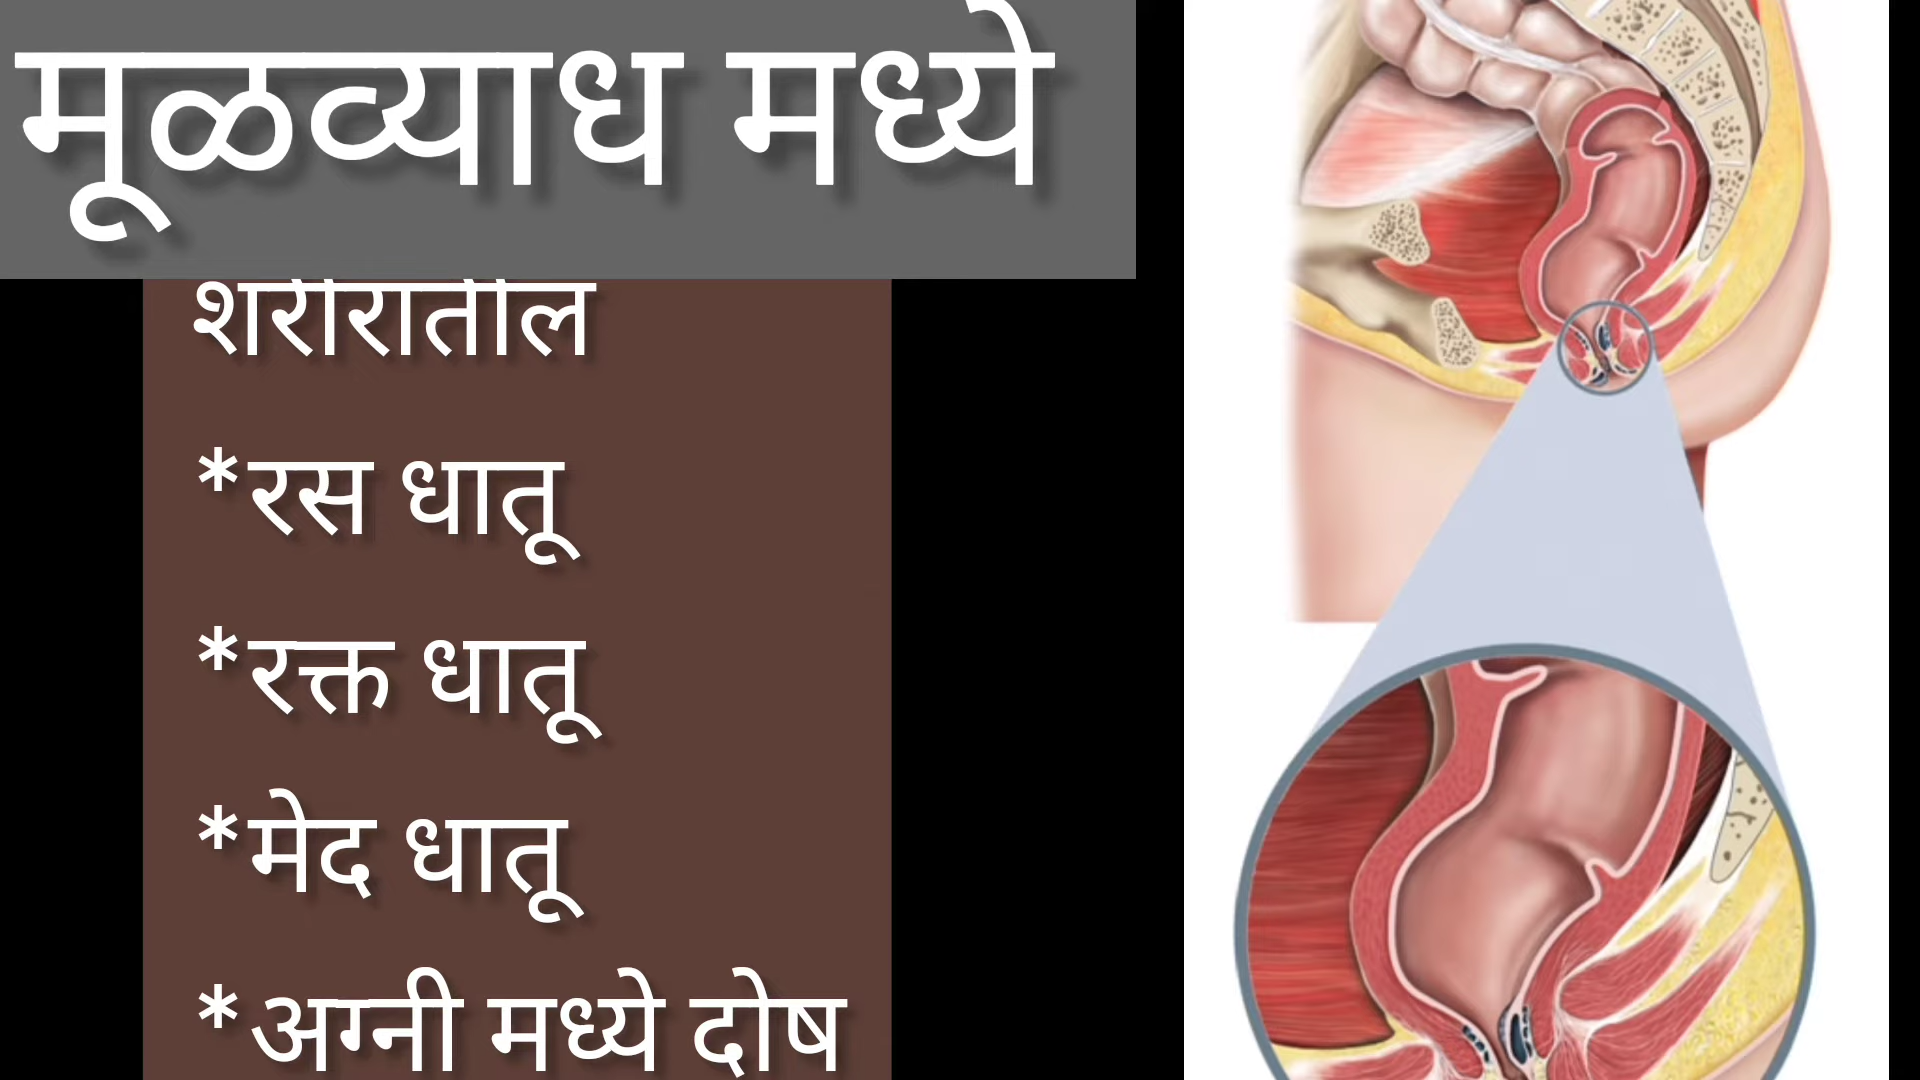 मूळव्याध मध्ये
शरीरातील
*रस धातू
*रक्त धातू
*मेद धातू
*अग्नी मध्ये दोष